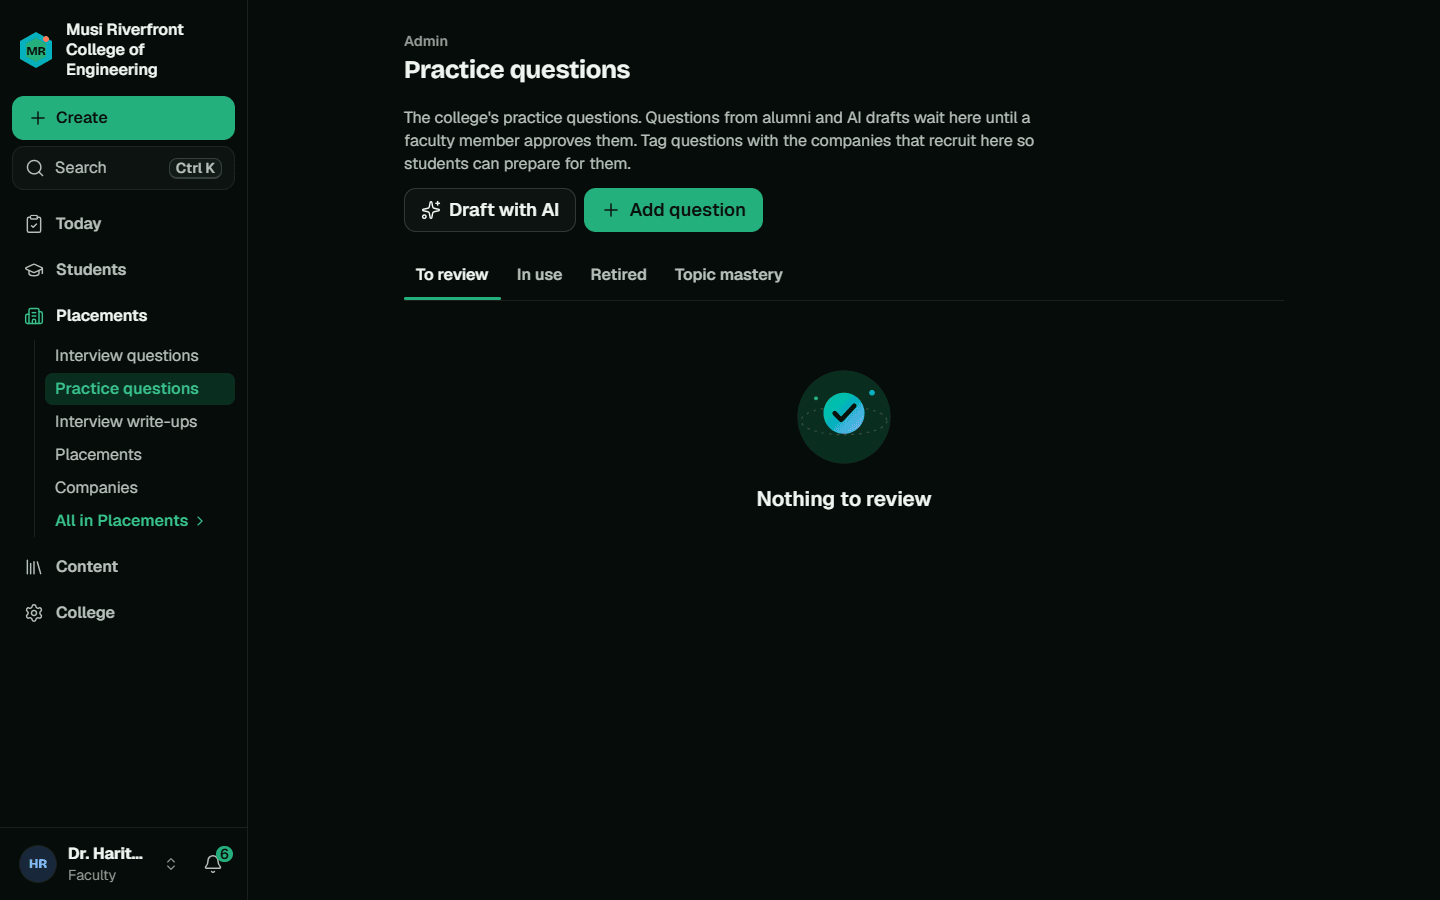 MR
Musi Riverfront
College of
Engineering
Create
Search
Ctrl K
Today
Students
Placements
Interview questions
Practice questions
Interview write-ups
Placements
Companies
All in Placements
Content
College
HR
Dr. Harit...
Faculty
6
Admin
Practice questions
The college's practice questions. Questions from alumni and AI drafts wait here until a
faculty member approves them. Tag questions with the companies that recruit here so
students can prepare for them.
Draft with AI
Add question
To review
In use
Retired
Topic mastery
Nothing to review